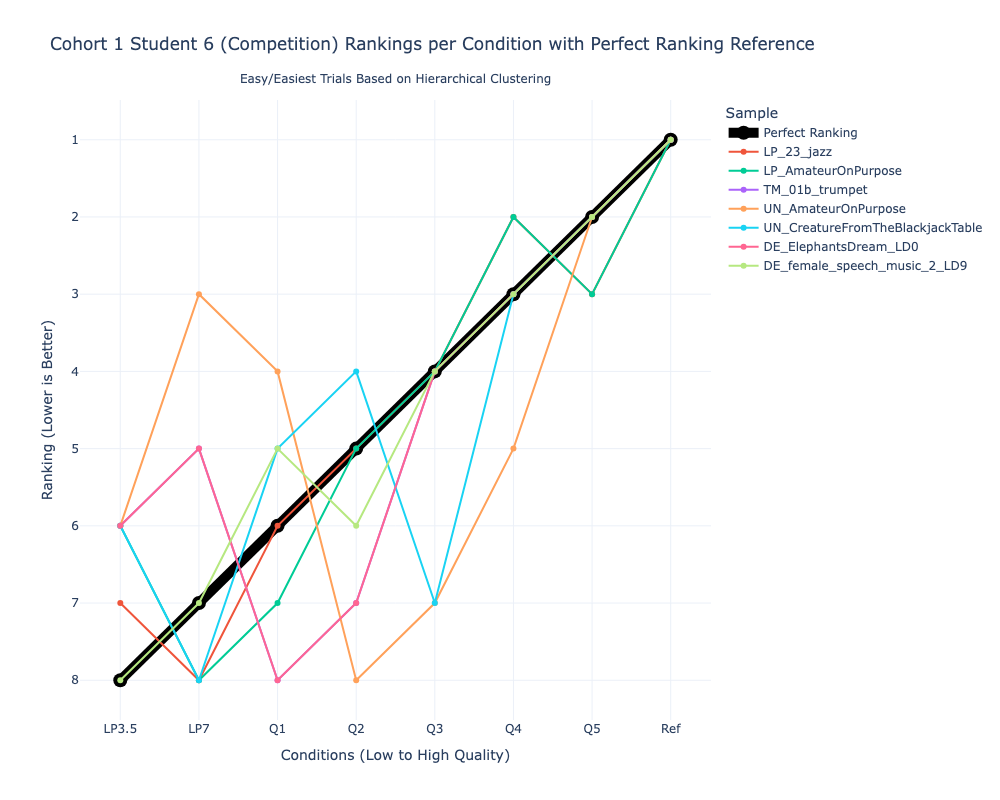 Cohort 1 Student 6 (Competition) Rankings per Condition with Perfect Ranking Reference
Easy/Easiest Trials Based on Hierarchical Clustering
Sample
Perfect Ranking
LP_23_jazz
LP_AmateurOnPurpose
TM_01b_trumpet
UN_AmateurOnPurpose
UN_CreatureFromTheBlackjackTable
DE_ElephantsDream_LD0
DE_female_speech_music_2_LD9
Ranking (Lower is Better)
1
2
3
4
5
6
7
8
LP3.5 LP7 Q1 Q2 Q3 Q4 Q5 Ref
Conditions (Low to High Quality)